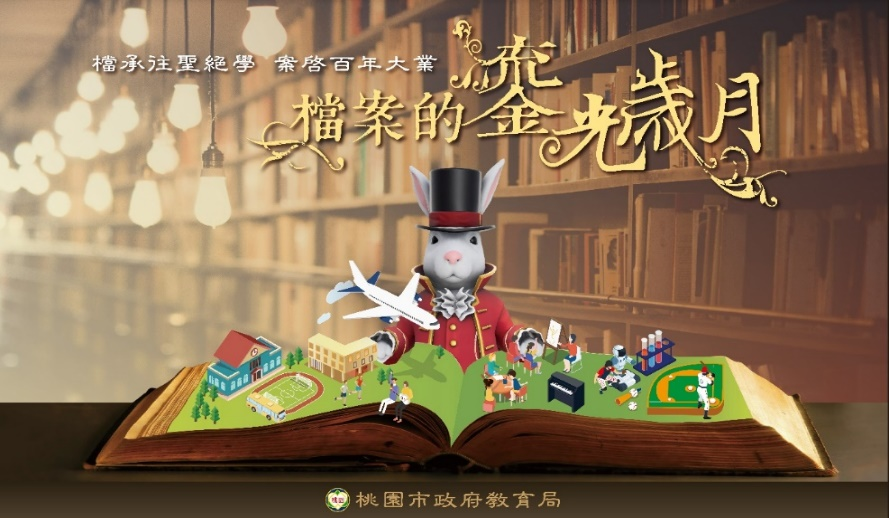 檔承往聖絕學 案啓百年大業
檔案的鎏光歲月
桃園市政府教育局